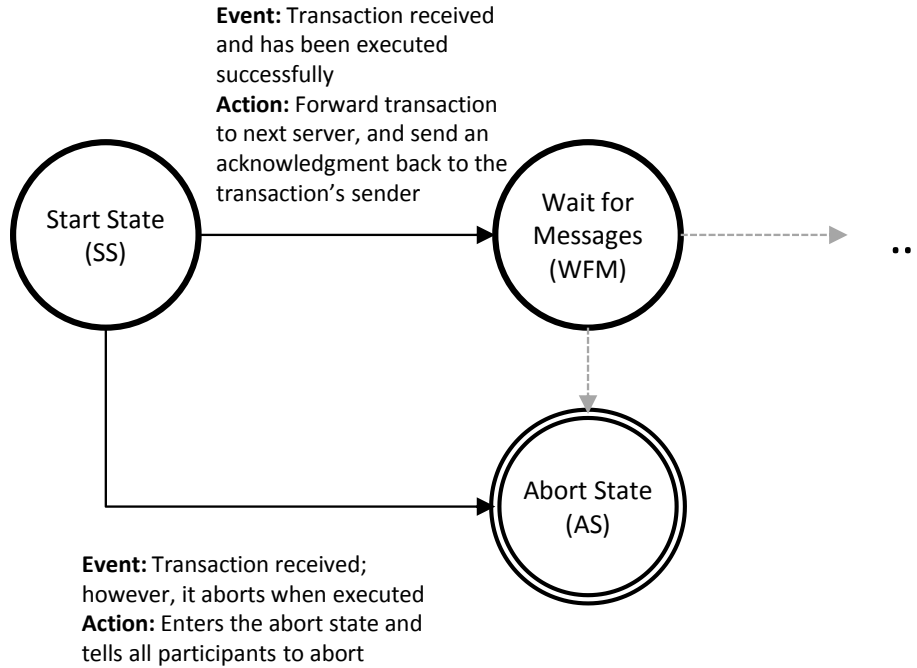 Event: Transaction received
and has been executed
successfully
Action: Forward transaction
to next server, and send an
acknowledgment back to the
transaction's sender
Start State
(SS)
Wait for
Messages
(WFM)
..
Abort State
(AS)
Event: Transaction received;
however, it aborts when executed
Action: Enters the abort state and
tells all participants to abort